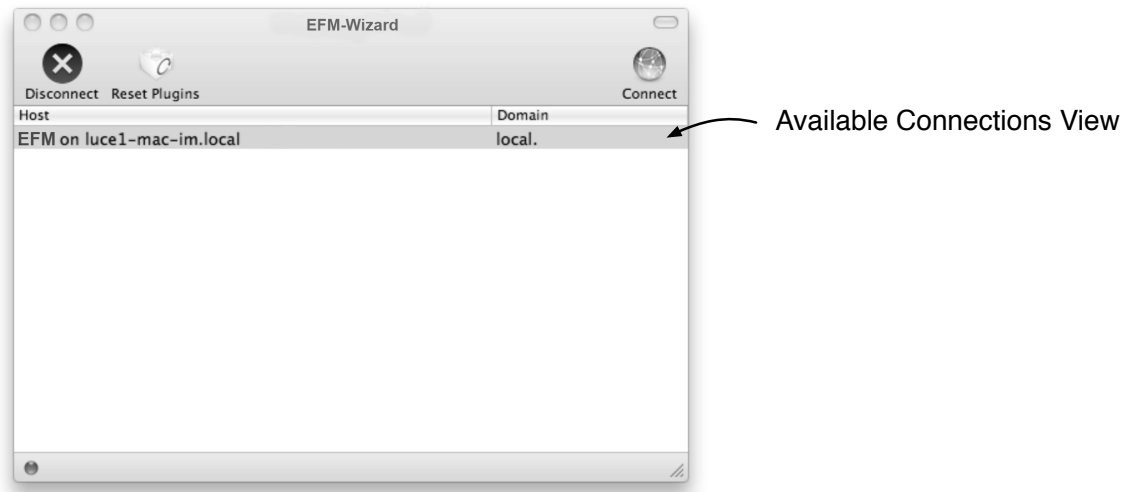 EFM-Wizard
Disconnect Reset Plugins Connect
Host Domain
EFM on luce1-mac-im.local local.
Available Connections View